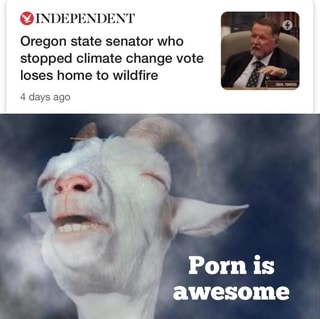 INDEPENDENT
Oregon state senator who
stopped climate change vote
loses home to wildfire
4 days ago
Porn is
awesome